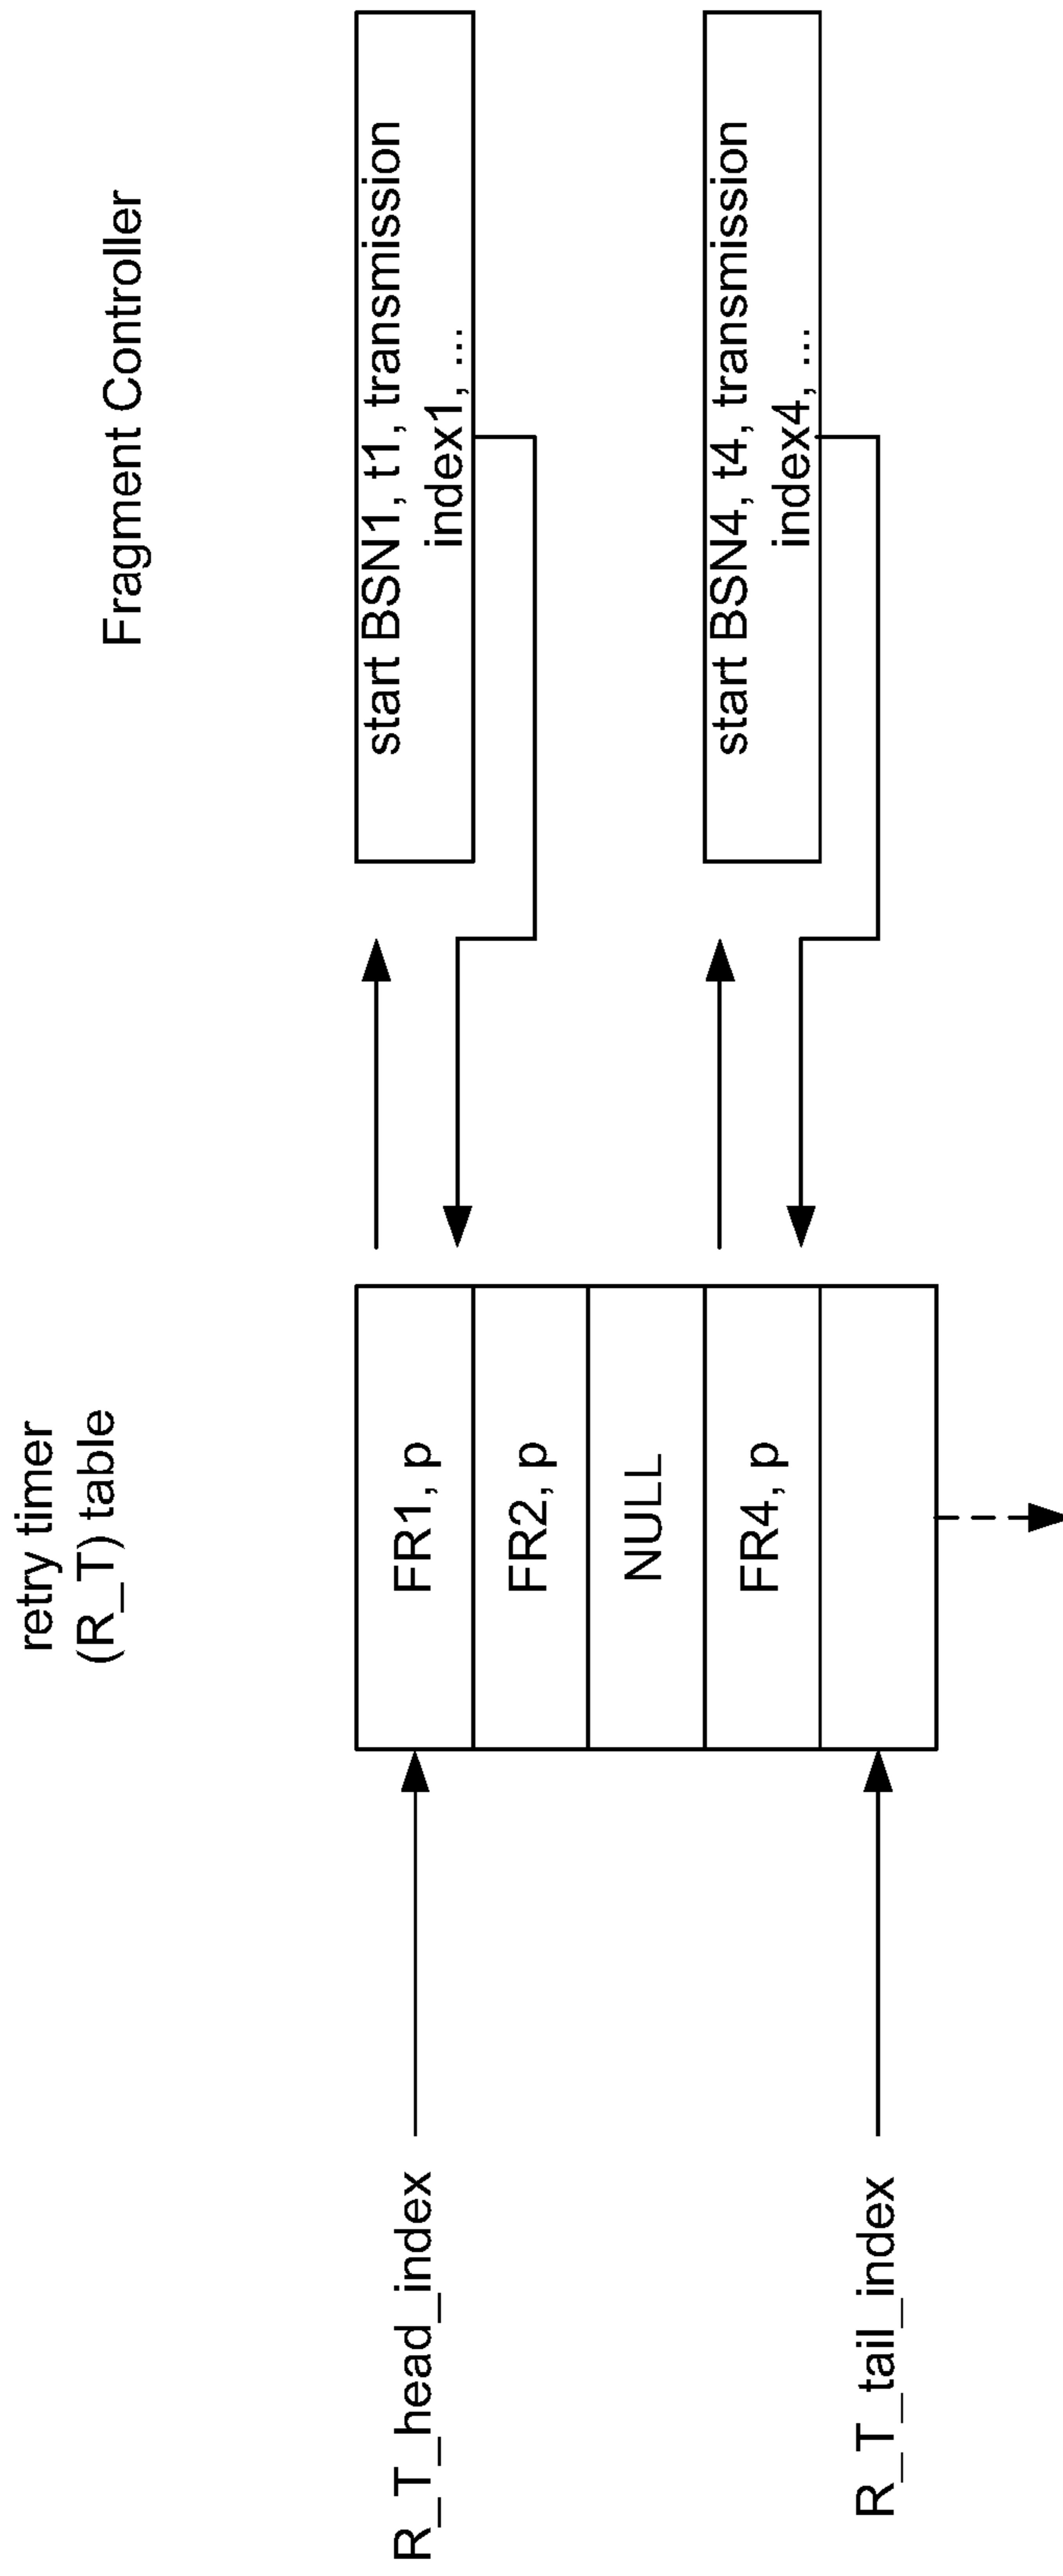 retry timer
(R_T) table
Fragment Controller
R_T_head_index
FR1, p
start BSN1, t1, transmission
index1, ...
FR2, p
NULL
FR4, p
start BSN4, t4, transmission
index4, ...
R_T_tail_index